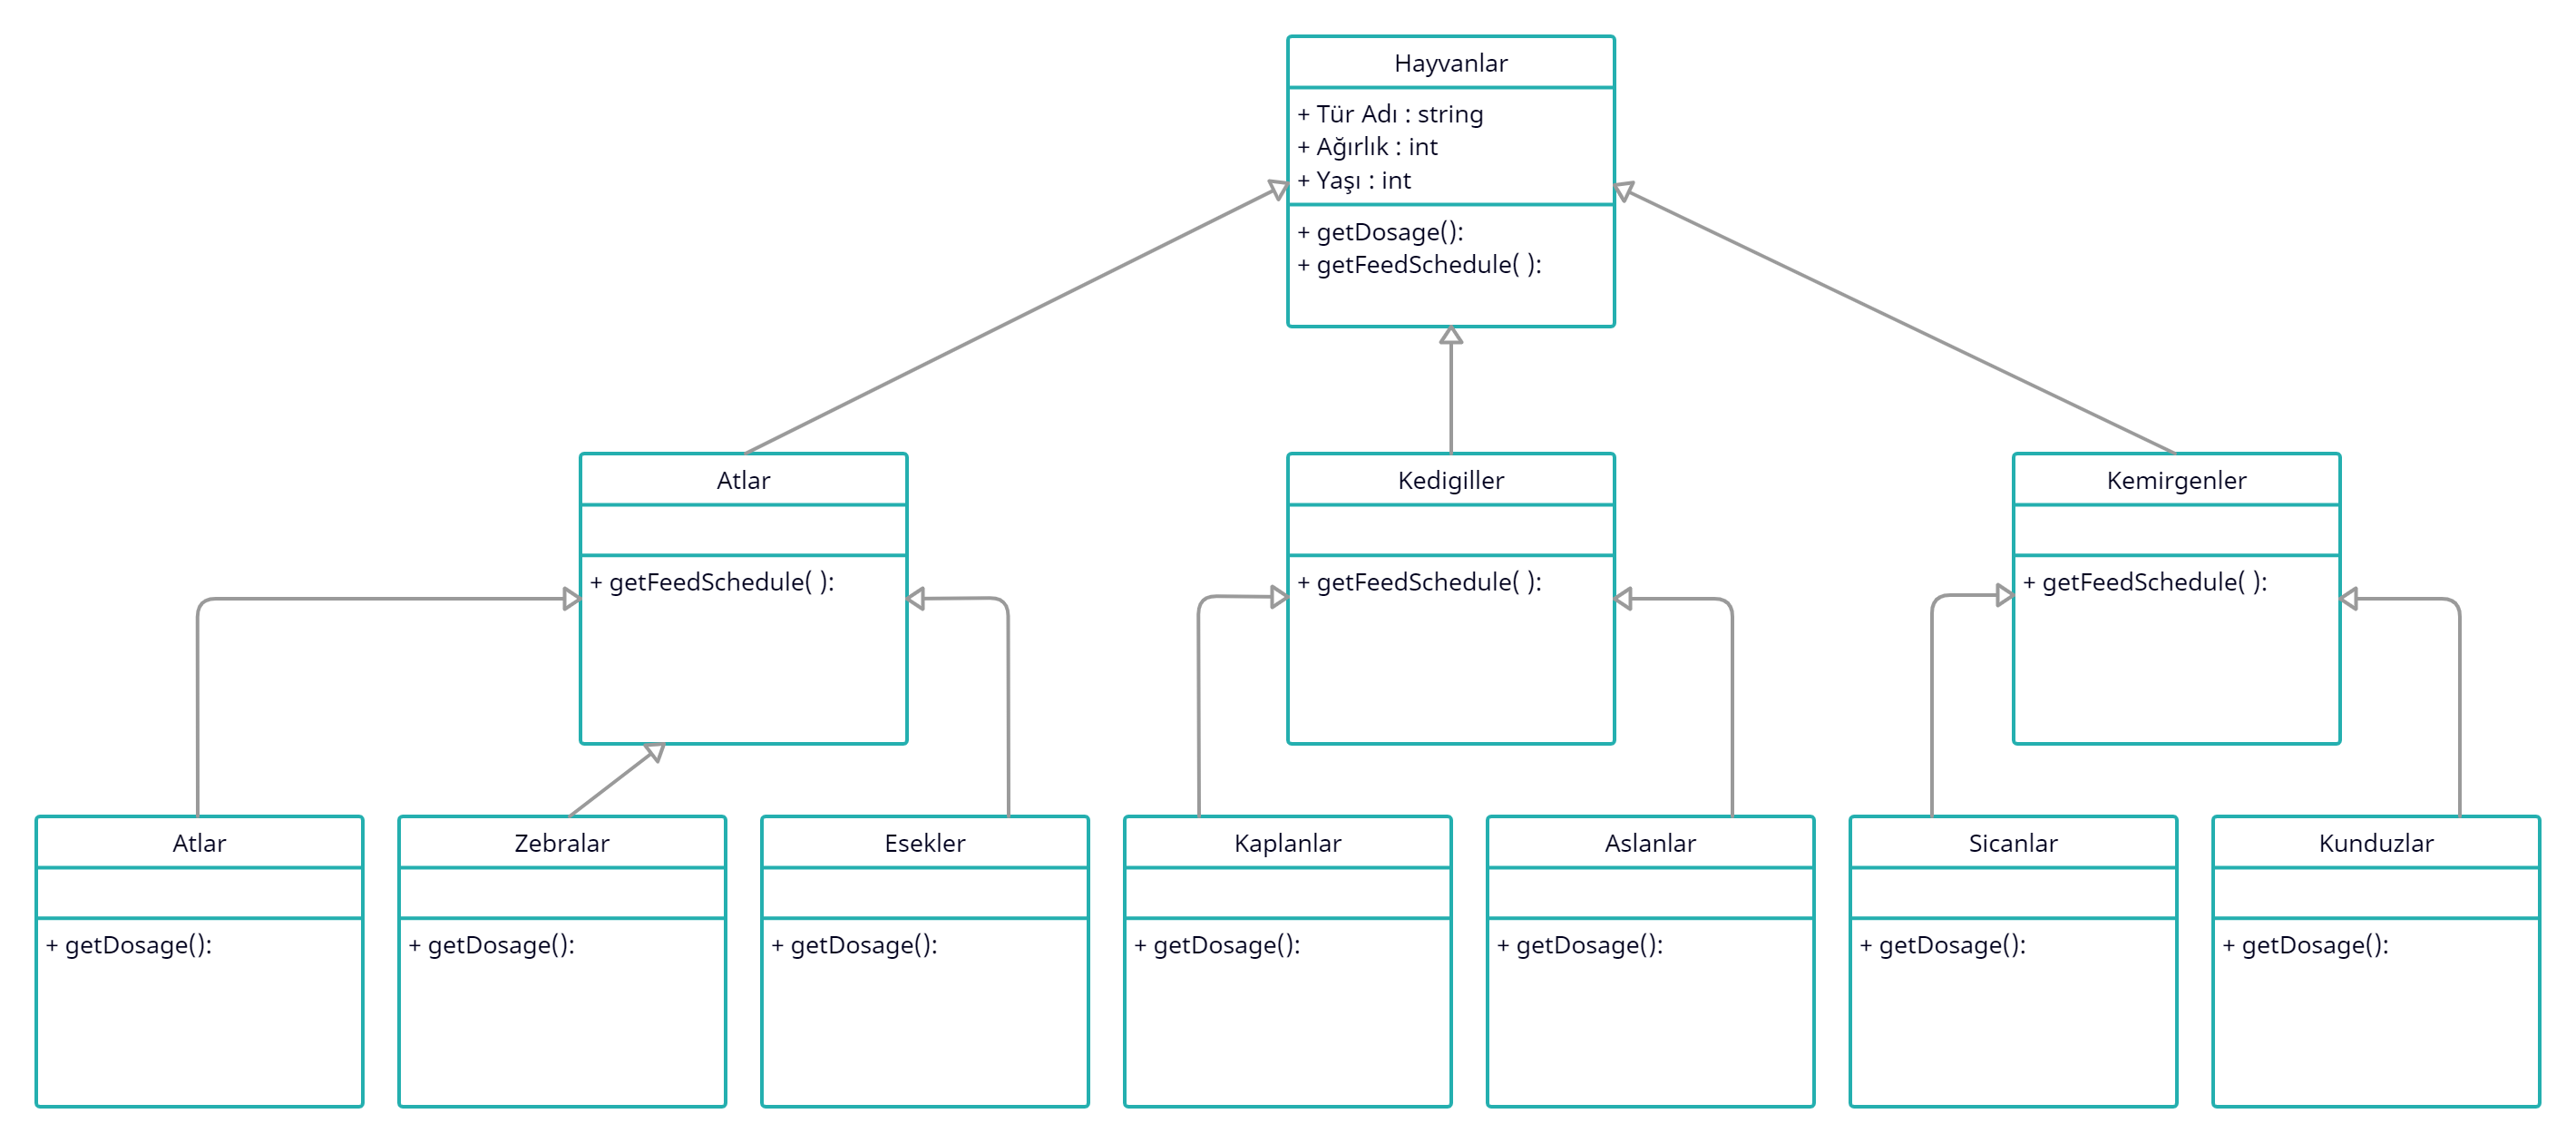 Hayvanlar
+ Tür Adı : string
+ Ağırlık : int
+ Yaşı : int
+ getDosage():
+ getFeedSchedule( ):
Atlar
+ getFeedSchedule( ):
Kedigiller
+ getFeedSchedule( ):
Kemirgenler
+ getFeedSchedule( ):
Atlar
+ getDosage():
Zebralar
+ getDosage():
Esekler
+ getDosage():
Kaplanlar
+ getDosage():
Aslanlar
+ getDosage():
Sicanlar
+ getDosage():
Kunduzlar
+ getDosage():